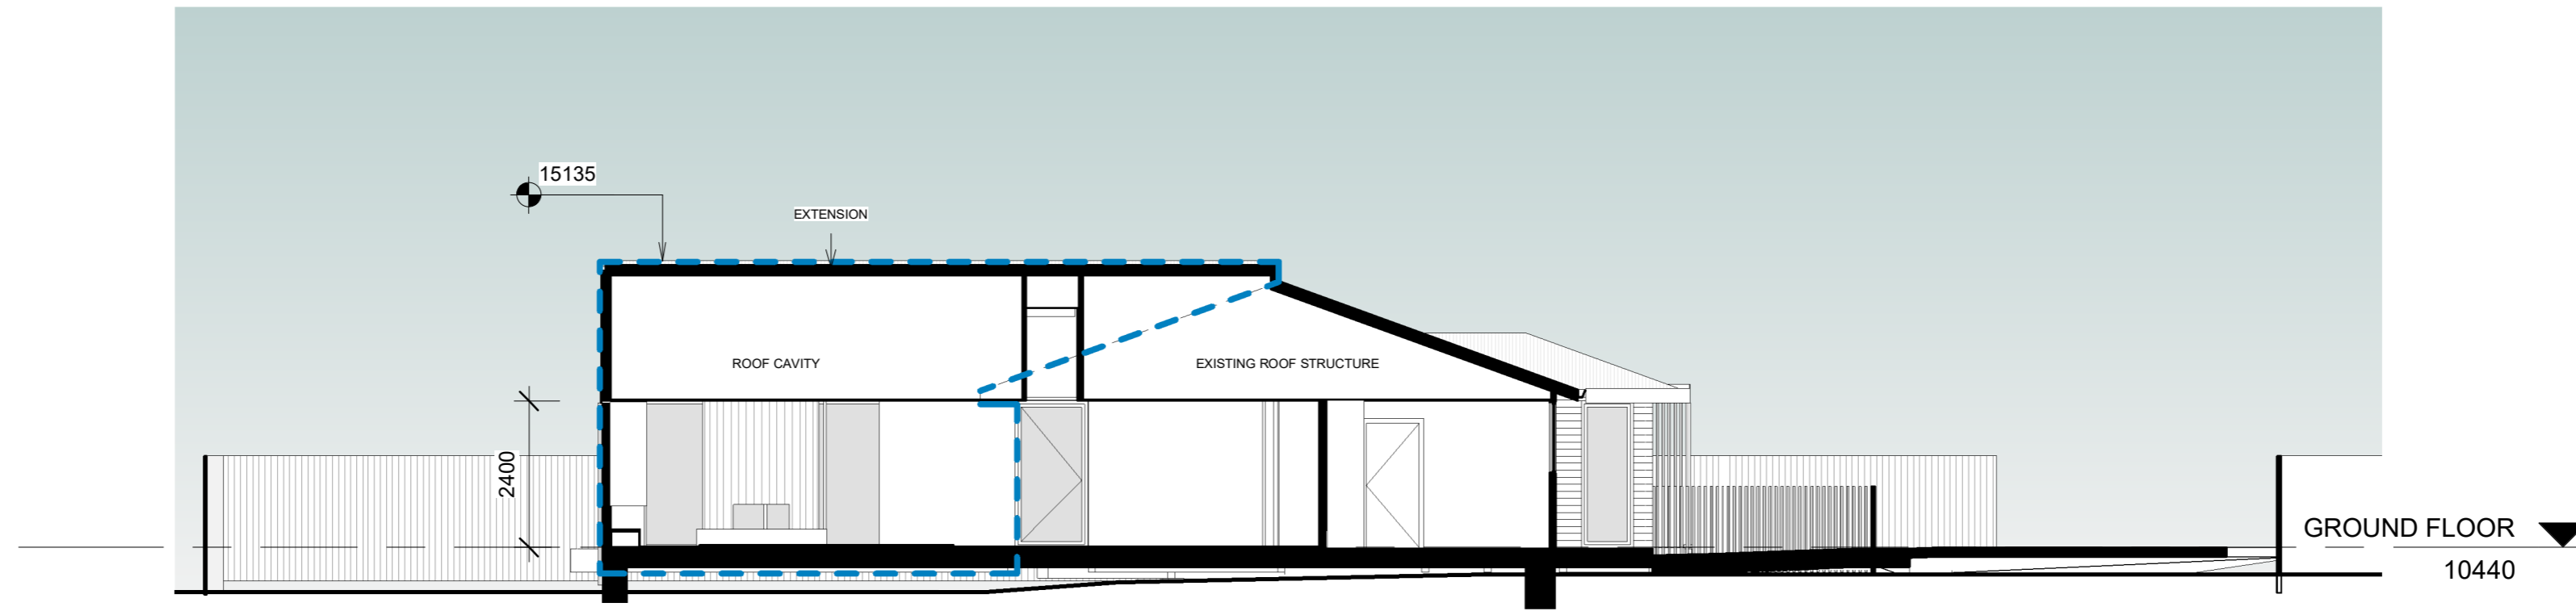 15135
EXTENSION
ROOF CAVITY
EXISTING ROOF STRUCTURE
2400
GROUND FLOOR
10440